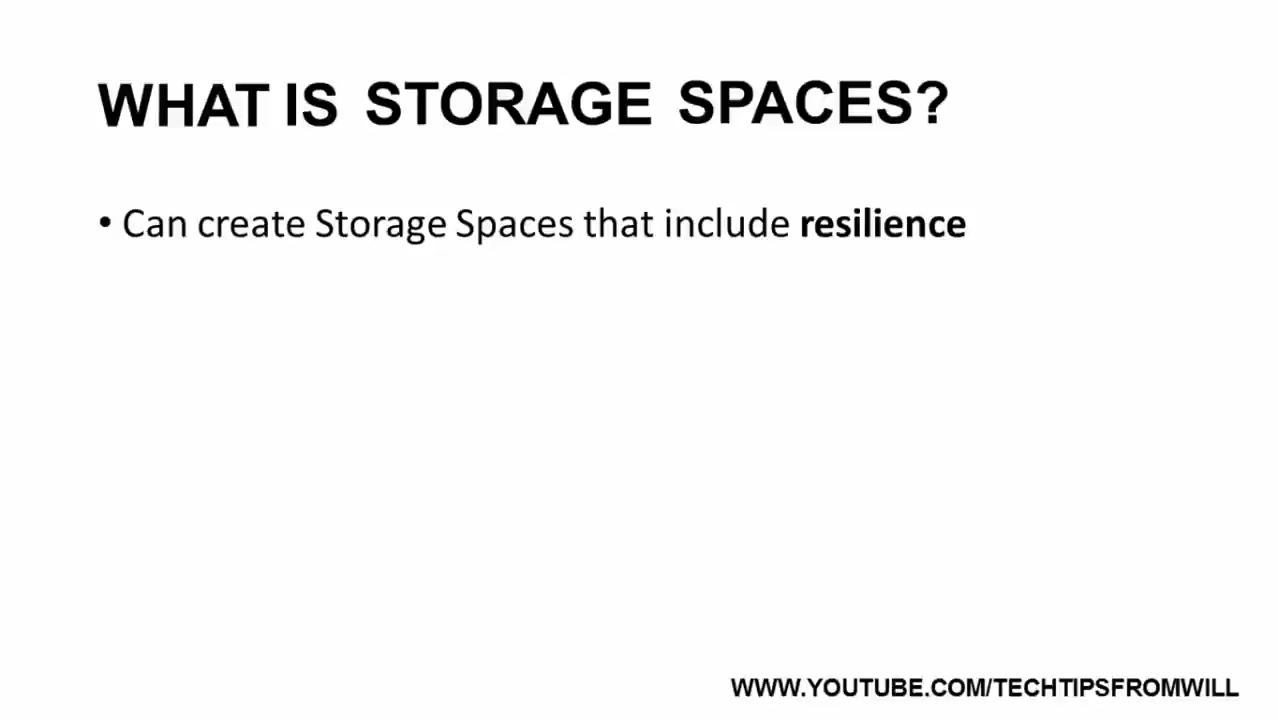 WHAT IS STORAGE SPACES?
• Can create Storage Spaces that include resilience
WWW.YOUTUBE.COM/TECHTIPSFROMWILL